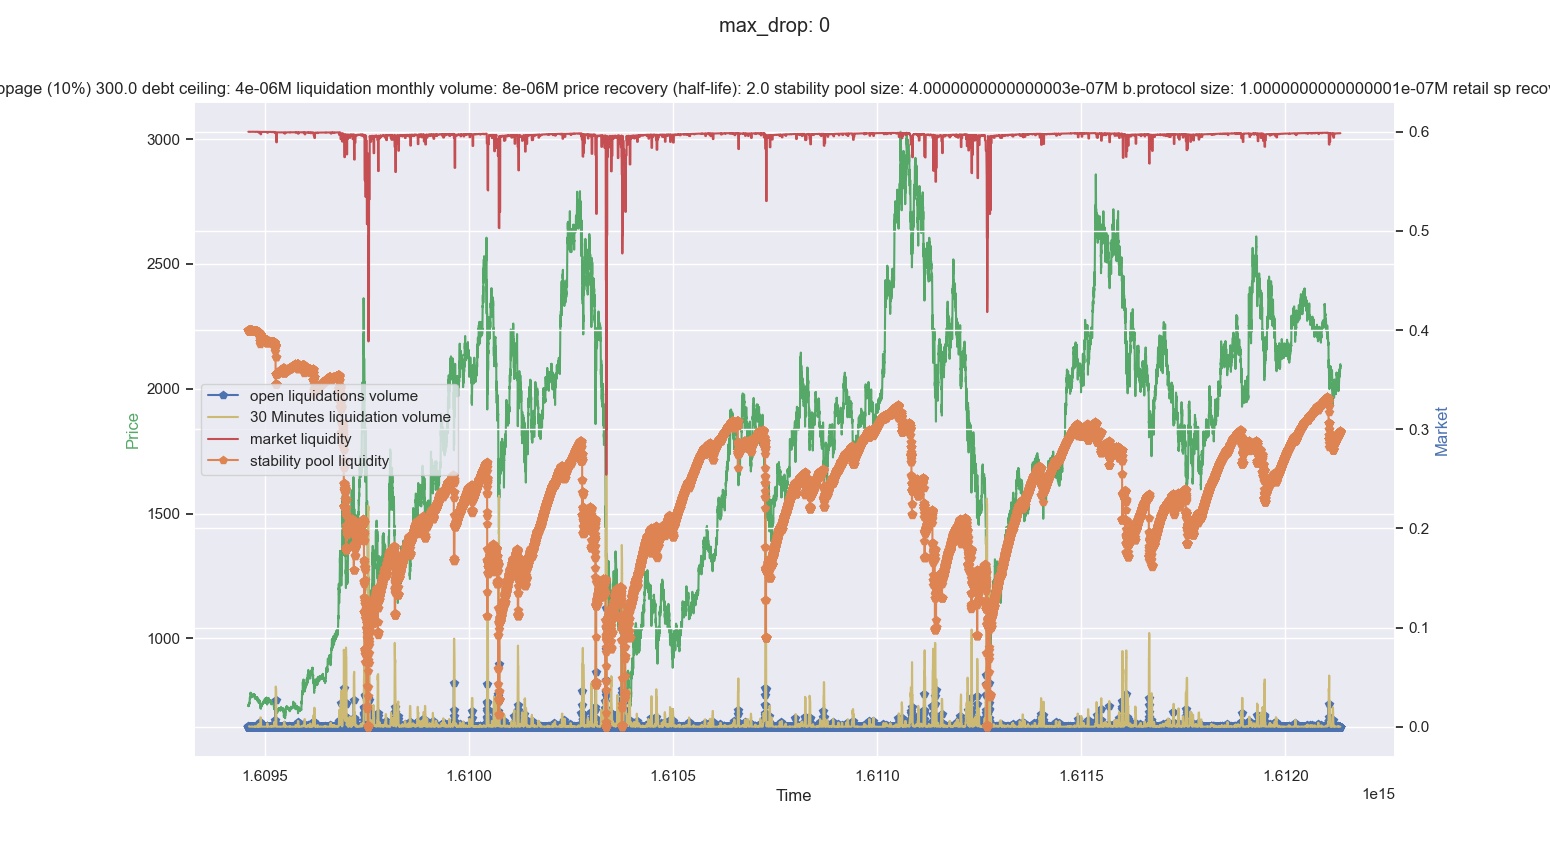 max_drop: 0
(10%) 300.0 debt ceiling: 4e-06M liquidation monthly volume: 8e-06M price recovery (half-life): 2.0 stability pool size: 4.0000000000000003e-07M b.protocol size: 1.0000000000000001e-07M retail sp
3000
2500
2000
1500
1000
Price
0.6
0.5
0.4
0.3
0.2
0.1
0.0
Market
open liquidations volume
30 Minutes liquidation volume
market liquidity
stability pool liquidity
1.6095 1.6100 1.6105 1.6110 1.6115 1.6120
Time
1e15